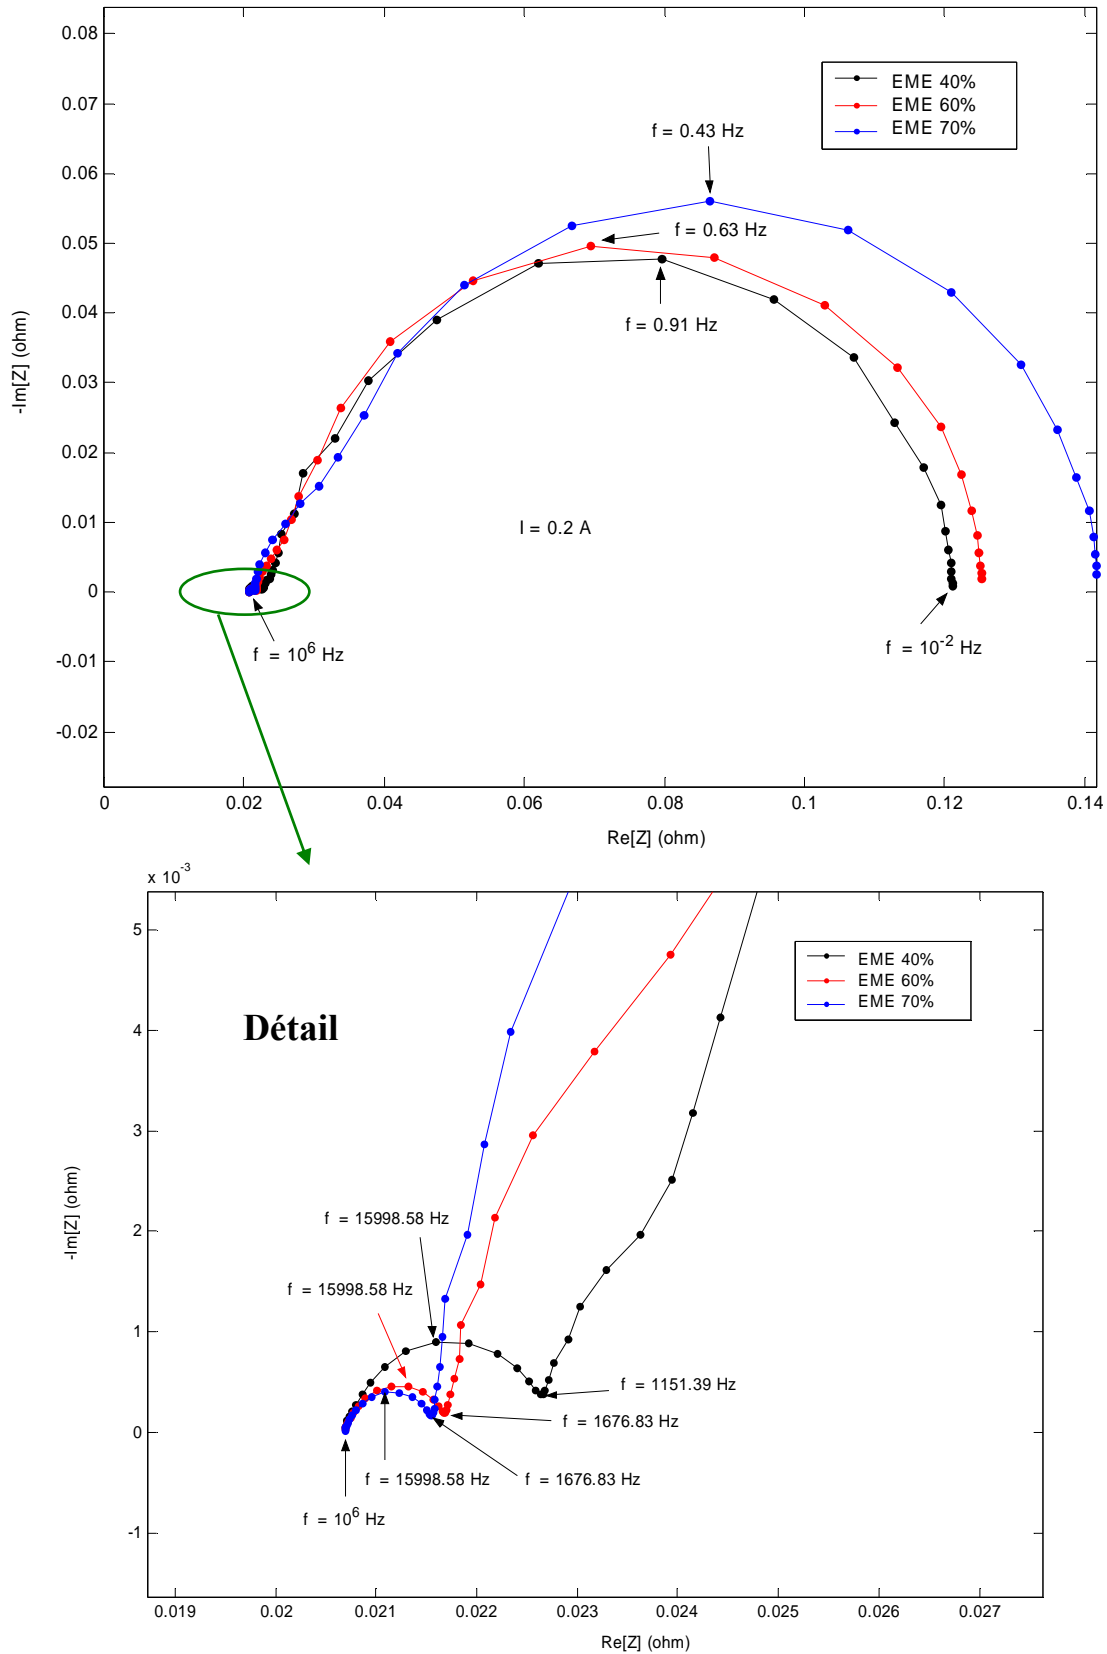 0.08
0.07
0.06
0.05
0.04
0.03
0.02
0.01
0
-0.01
-0.02
-Im[Z] (ohm)
EME 40%
EME 60%
EME 70%
f = 0.43 Hz
f = 0.63 Hz
f = 0.91 Hz
I = 0.2 A
f = 10^6 Hz
f = 10^-2 Hz
0 0.02 0.04 0.06 0.08 0.1 0.12 0.14
Re[Z] (ohm)
x 10^-3
5
4
3
2
1
0
-1
-Im[Z] (ohm)
EME 40%
EME 60%
EME 70%
Détail
f = 15998.58 Hz
f = 15998.58 Hz
f = 1151.39 Hz
f = 1676.83 Hz
f = 15998.58 Hz
f = 1676.83 Hz
f = 10^6 Hz
0.019 0.02 0.021 0.022 0.023 0.024 0.025 0.026 0.027
Re[Z] (ohm)